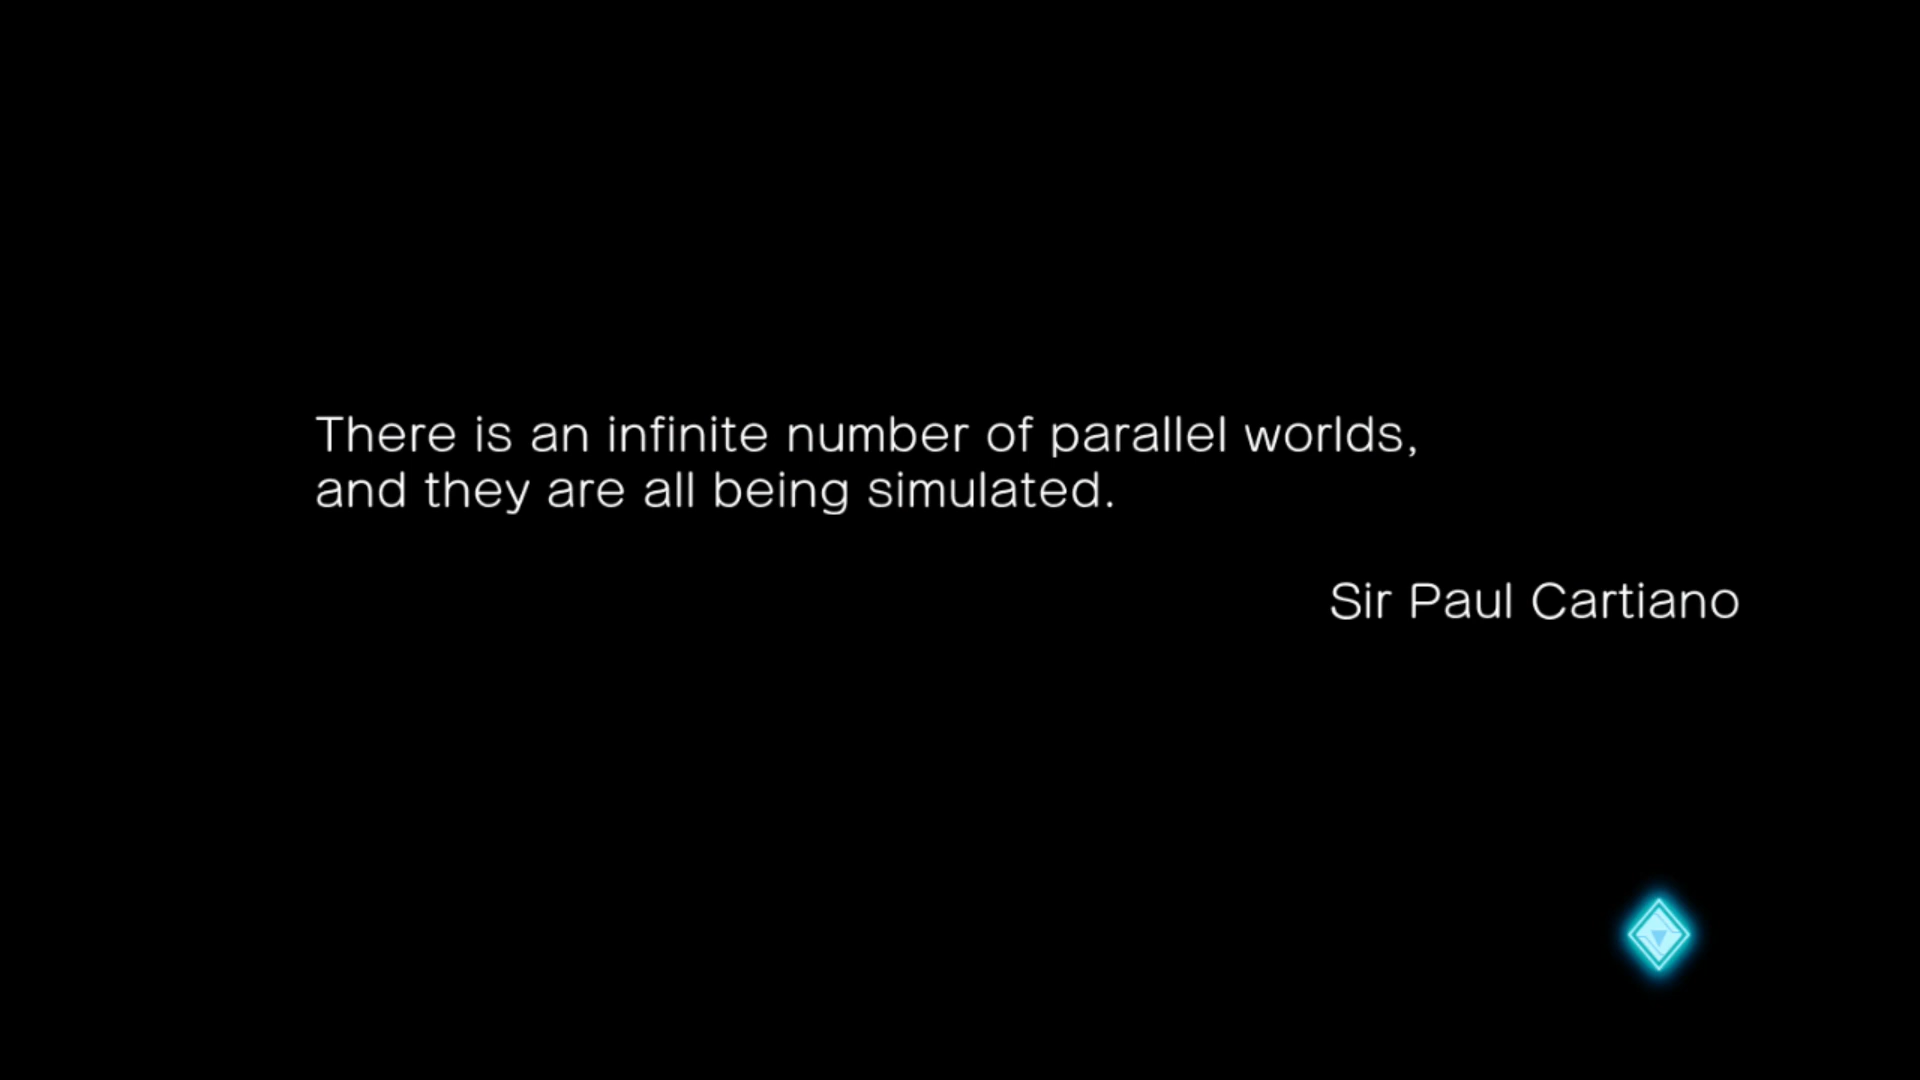 There is an infinite number of parallel worlds,
and they are all being simulated.
Sir Paul Cartiano